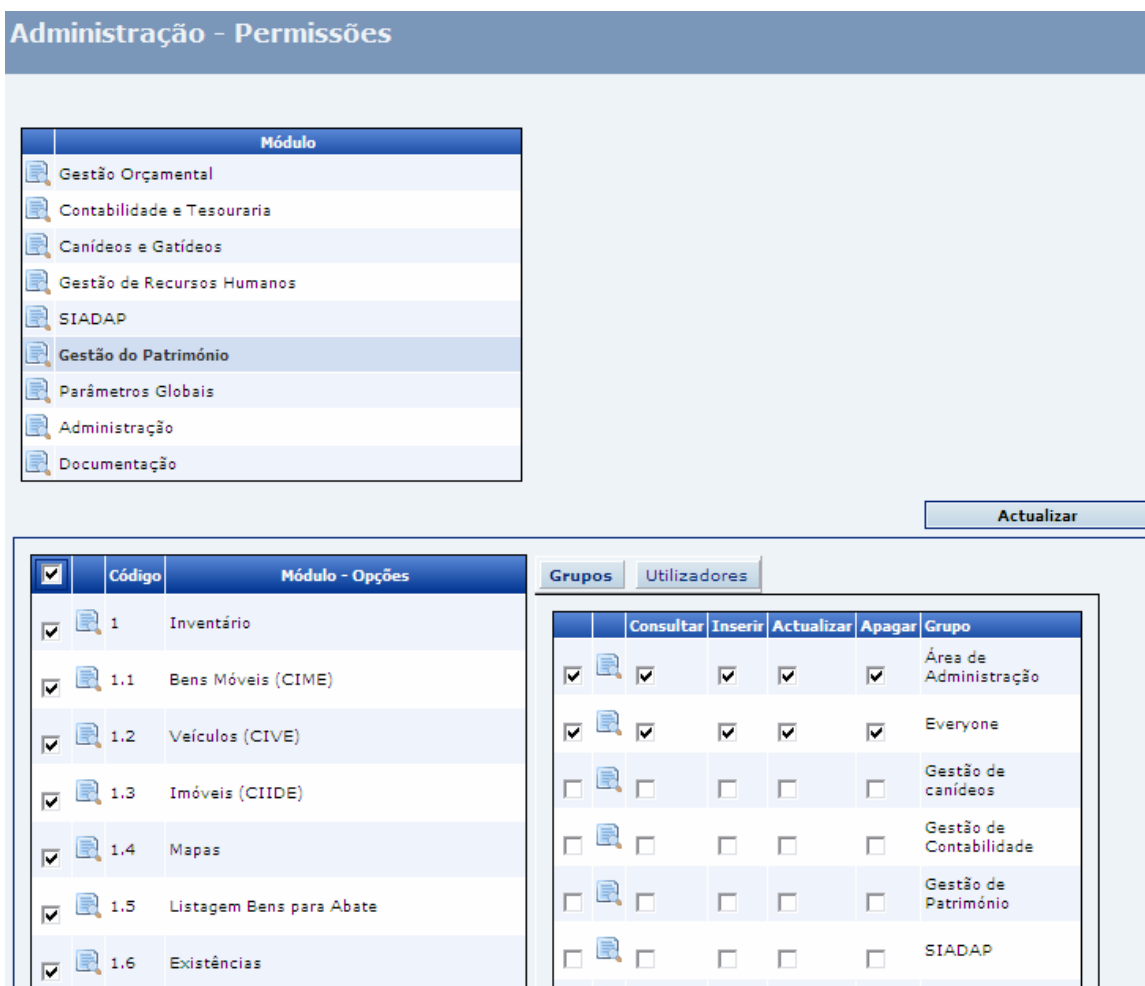 Administração - Permissões
Módulo
Gestão Orçamental
Contabilidade e Tesouraria
Canídeos e Gatídeos
Gestão de Recursos Humanos
SIADAP
Gestão do Património
Parâmetros Globais
Administração
Documentação
Actualizar
Código Módulo - Opções
1 Inventário
1.1 Bens Móveis (CIME)
1.2 Veículos (CIVE)
1.3 Imóveis (CIIDE)
1.4 Mapas
1.5 Listagem Bens para Abate
1.6 Existências
Grupos Utilizadores
Consultar Inserir Actualizar Apagar Grupo
Área de
Administração
Everyone
Gestão de
canídeos
Gestão de
Contabilidade
Gestão de
Património
SIADAP